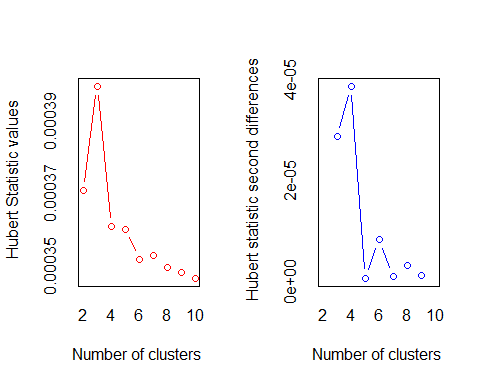 Hubert Statistic values
0.00035 0.00037 0.00039
2 4 6 8 10
Number of clusters
Hubert statistic second differences
0e+00 2e-05 4e-05
2 4 6 8 10
Number of clusters